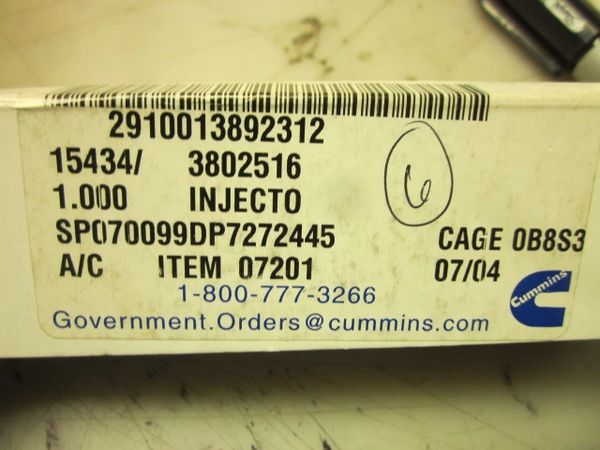 2910013892312
15434/ 3802516
1.000 INJECTO
6
SP070099DP7272445 CAGE 0B8S3
A/C ITEM 07201 07/04
1-800-777-3266
Cummins
Government.Orders@cummins.com